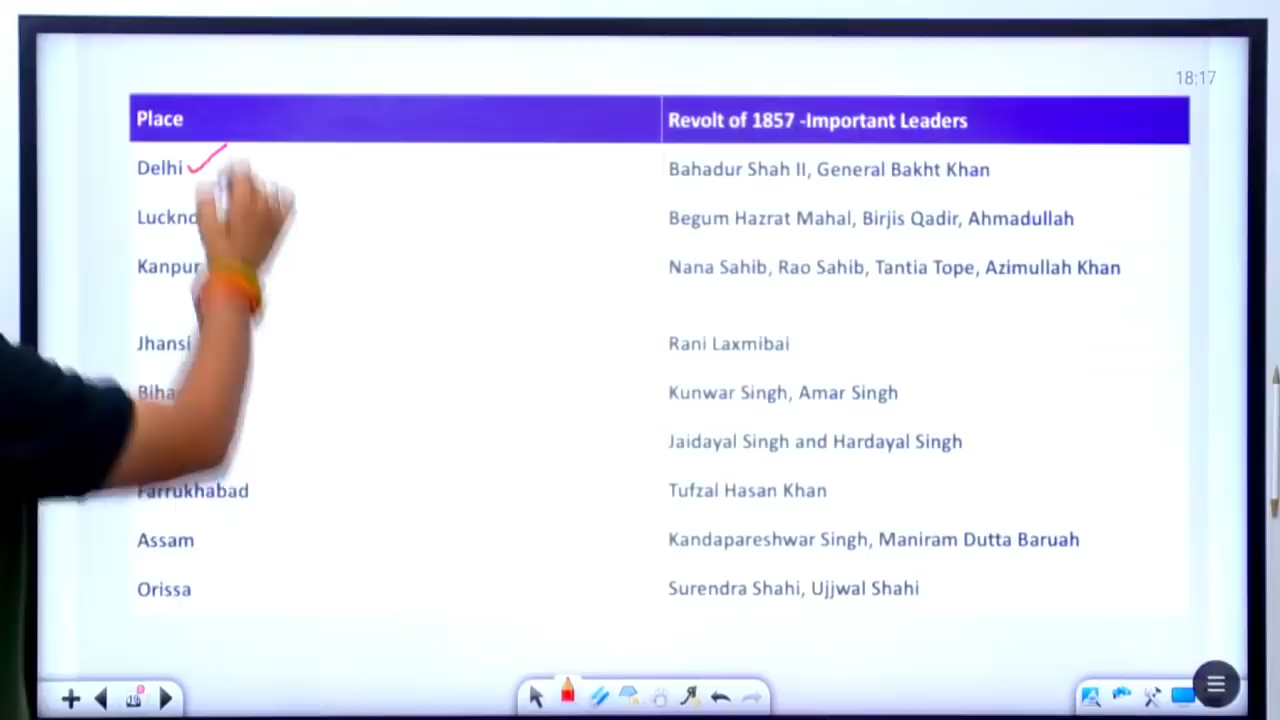 18:17
Place Revolt of 1857 -Important Leaders
Delhi Bahadur Shah II, General Bakht Khan
Begum Hazrat Mahal, Birjis Qadir, Ahmadullah
Kanpur Nana Sahib, Rao Sahib, Tantia Tope, Azimullah Khan
Jhansi Rani Laxmibai
Kunwar Singh, Amar Singh
Jaidayal Singh and Hardayal Singh
Farrukhabad Tufzal Hasan Khan
Assam Kandapareshwar Singh, Maniram Dutta Baruah
Orissa Surendra Shahi, Ujjwal Shahi